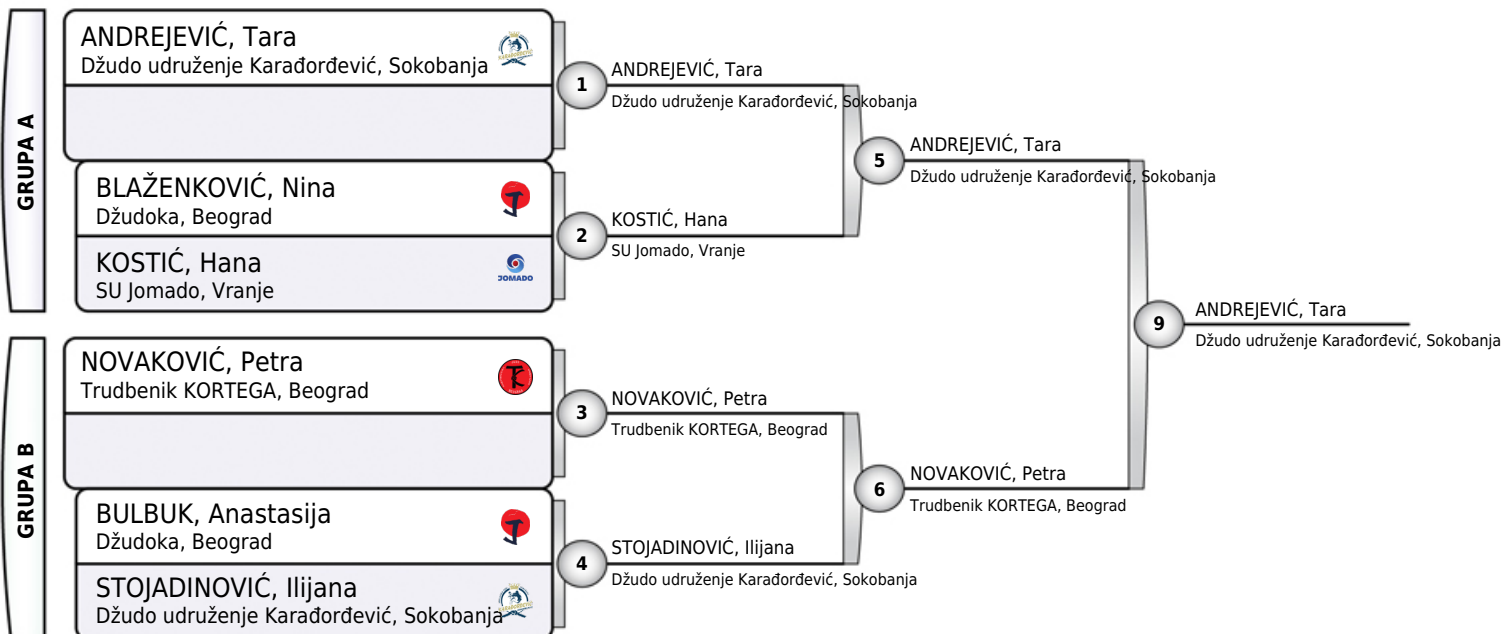 GRUPA A
ANDREJEVIĆ, Tara
Džudo udruženje Karađorđević, Sokobanja
BLAŽENKOVIĆ, Nina
Džudoka, Beograd
KOSTIĆ, Hana
SU Jomado, Vranje
JOMADO
1
ANDREJEVIĆ, Tara
Džudo udruženje Karađorđević, Sokobanja
2
KOSTIĆ, Hana
SU Jomado, Vranje
5
ANDREJEVIĆ, Tara
Džudo udruženje Karađorđević, Sokobanja
GRUPA B
NOVAKOVIĆ, Petra
Trudbenik KORTEGA, Beograd
BULBUK, Anastasija
Džudoka, Beograd
STOJADINOVIĆ, Ilijana
Džudo udruženje Karađorđević, Sokobanja
3
NOVAKOVIĆ, Petra
Trudbenik KORTEGA, Beograd
4
STOJADINOVIĆ, Ilijana
Džudo udruženje Karađorđević, Sokobanja
6
NOVAKOVIĆ, Petra
Trudbenik KORTEGA, Beograd
9
ANDREJEVIĆ, Tara
Džudo udruženje Karađorđević, Sokobanja